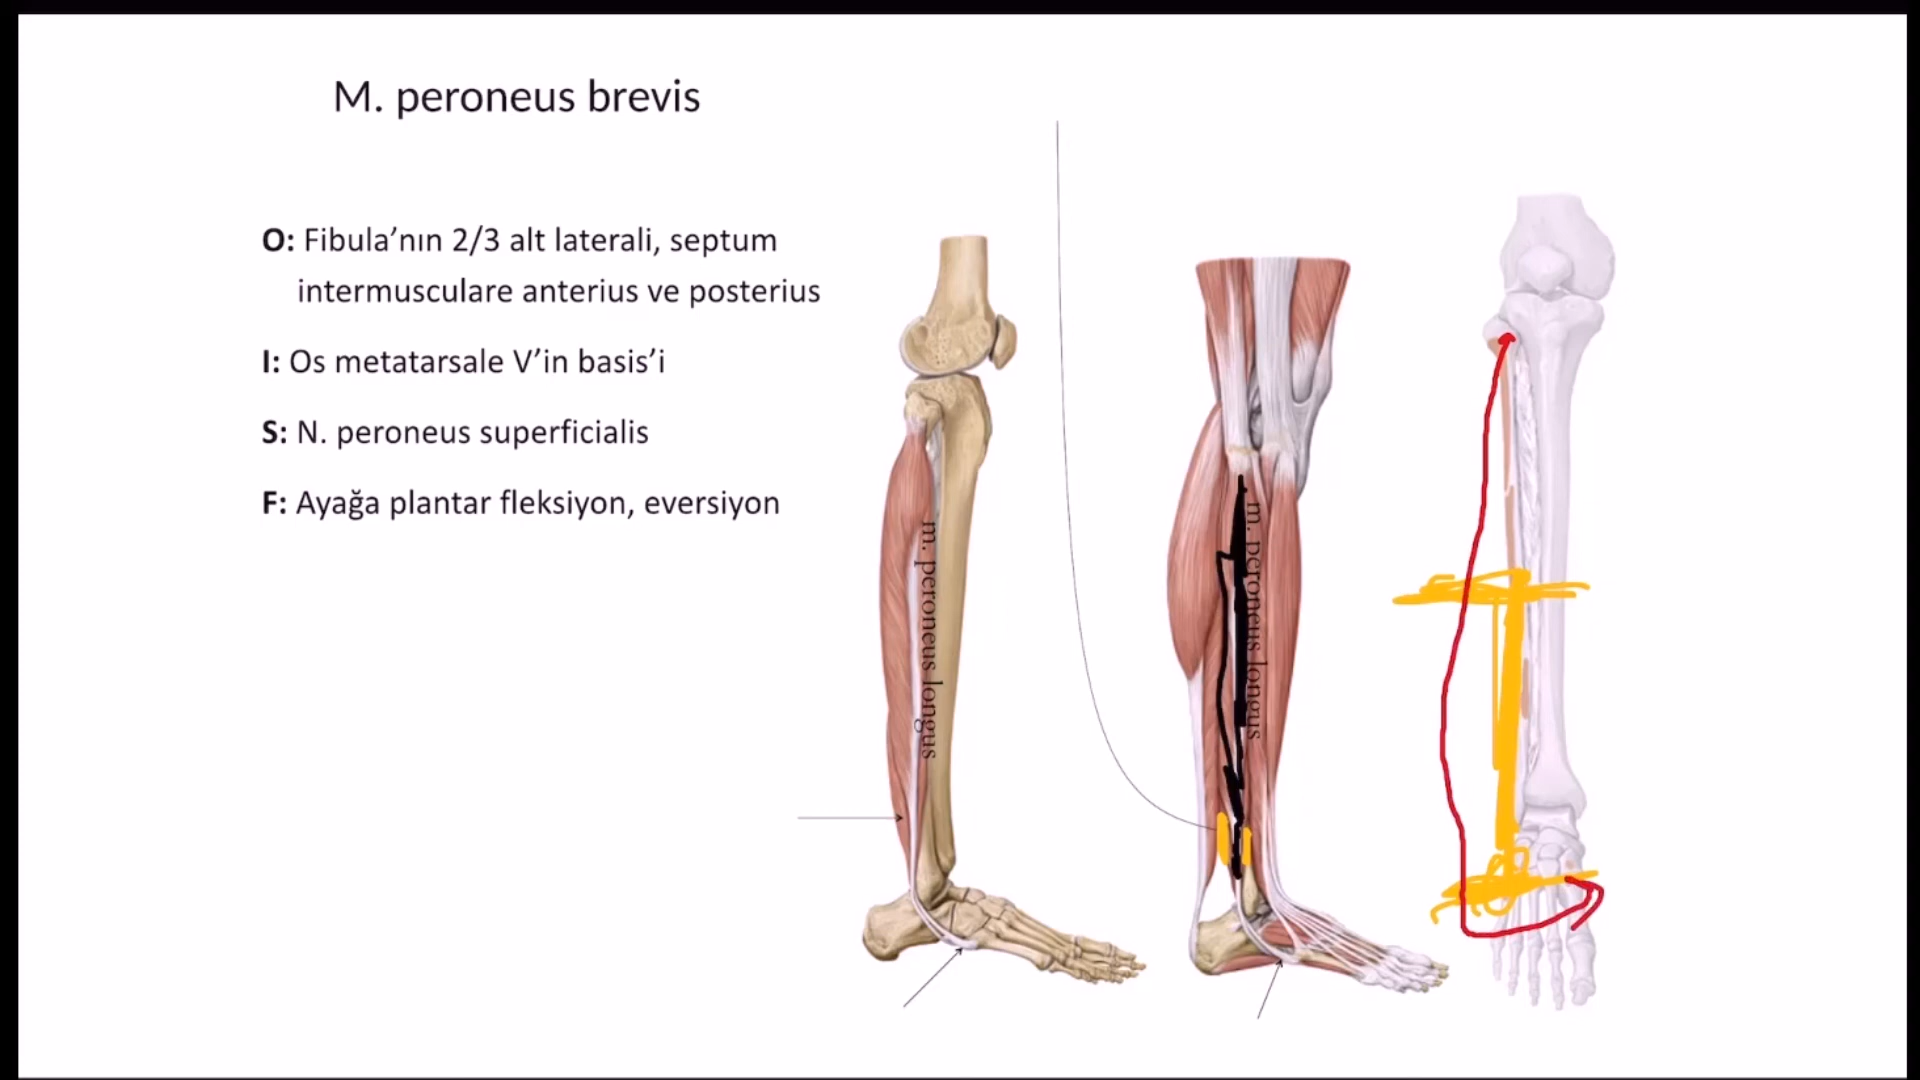 M. peroneus brevis
O: Fibula’nın 2/3 alt laterali, septum
intermusculare anterius ve posterius
I: Os metatarsale V’in basis’i
S: N. peroneus superficialis
F: Ayağa plantar fleksiyon, eversiyon
m. peroneus longus
m. peroneus longus